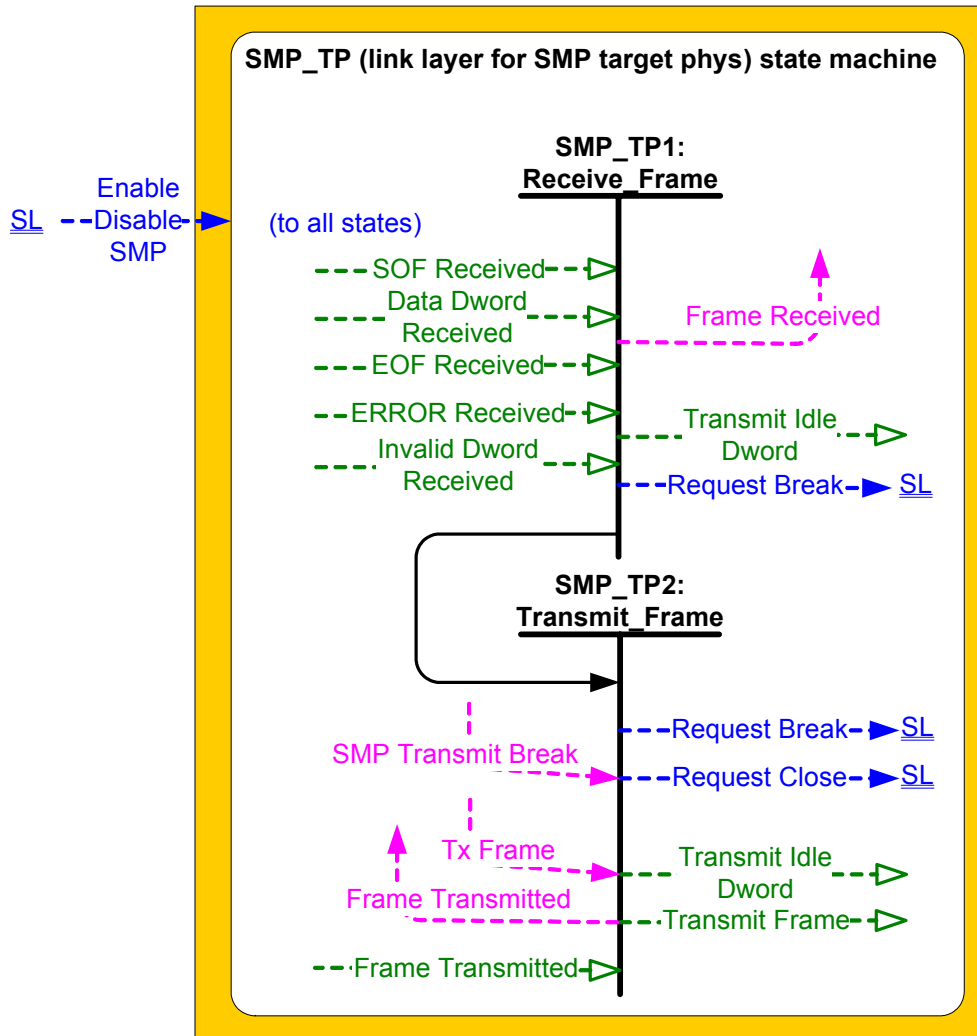 SMP_TP (link layer for SMP target phys) state machine
SMP_TP1:
Receive_Frame
Enable
SL
Disable
SMP
(to all states)
SOF Received
Data Dword
Received
Frame Received
EOF Received
ERROR Received
Transmit Idle
Dword
Invalid Dword
Received
Request Break
SL
SMP_TP2:
Transmit_Frame
Request Break
SL
SMP Transmit Break
Request Close
SL
Tx Frame
Transmit Idle
Dword
Frame Transmitted
Transmit Frame
Frame Transmitted